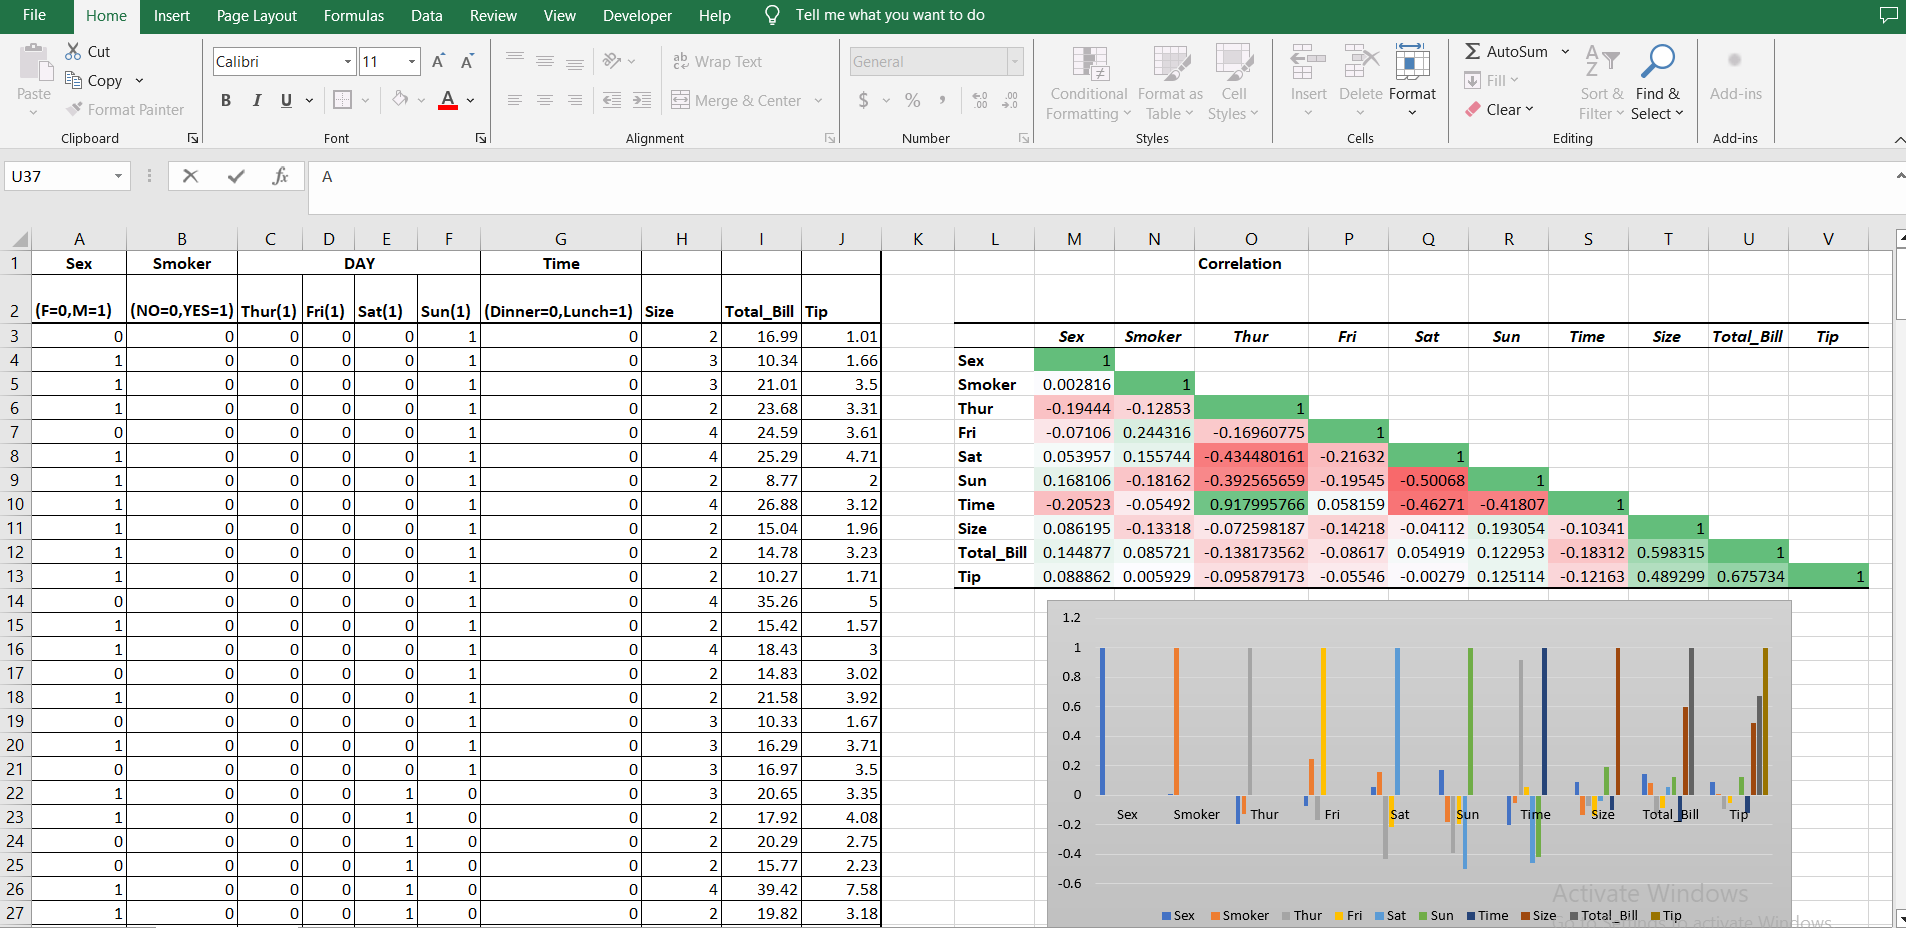 File Home Insert Page Layout Formulas Data Review View Developer Help Tell me what you want to do
Cut
Copy
Format Painter
Paste
Clipboard
Calibri 11
B I U A
Font
Wrap Text
Merge & Center
Alignment
General
$ % ,
Number
Conditional Formatting
Format as Table
Cell Styles
Styles
Insert Delete Format
Cells
AutoSum
Fill
Clear
Sort & Filter
Find & Select
Editing
Add-ins
Add-ins
U37 fx A
A B C D E F G H I J K L M N O P Q R S T U V
1 Sex Smoker DAY Time Correlation
2 (F=0,M=1) (NO=0,YES=1) Thur(1) Fri(1) Sat(1) Sun(1) (Dinner=0,Lunch=1) Size Total_Bill Tip
3 0 0 0 0 0 1 0 2 16.99 1.01 Sex Smoker Thur Fri Sat Sun Time Size Total_Bill Tip
4 1 0 0 0 0 1 0 3 10.34 1.66 Sex 1
5 1 0 0 0 0 1 0 3 21.01 3.5 Smoker 0.002816 1
6 1 0 0 0 0 1 0 2 23.68 3.31 Thur -0.19444 -0.12853 1
7 0 0 0 0 0 1 0 4 24.59 3.61 Fri -0.07106 0.244316 -0.16960775 1
8 1 0 0 0 0 1 0 4 25.29 4.71 Sat 0.053957 0.155744 -0.434480161 -0.21632 1
9 1 0 0 0 0 1 0 2 8.77 2 Sun 0.168106 -0.18162 -0.392565659 -0.19545 -0.50068 1
10 1 0 0 0 0 1 0 4 26.88 3.12 Time -0.20523 -0.05492 0.917995766 0.058159 -0.46271 -0.41807 1
11 1 0 0 0 0 1 0 2 15.04 1.96 Size 0.086195 -0.13318 -0.072598187 -0.14218 -0.04112 0.193054 -0.10341 1
12 1 0 0 0 0 1 0 2 14.78 3.23 Total_Bill 0.144877 0.085721 -0.138173562 -0.08617 0.054919 0.122953 -0.18312 0.598315 1
13 1 0 0 0 0 1 0 2 10.27 1.71 Tip 0.088862 0.005929 -0.095879173 -0.05546 -0.00279 0.125114 -0.12163 0.489299 0.675734 1
14 0 0 0 0 0 1 0 4 35.26 5
15 1 0 0 0 0 1 0 2 15.42 1.57
16 1 0 0 0 0 1 0 4 18.43 3
17 0 0 0 0 0 1 0 2 14.83 3.02
18 1 0 0 0 0 1 0 2 21.58 3.92
19 0 0 0 0 0 1 0 3 10.33 1.67
20 1 0 0 0 0 1 0 3 16.29 3.71
21 0 0 0 0 0 1 0 3 16.97 3.5
22 1 0 0 0 1 0 0 3 20.65 3.35
23 1 0 0 0 1 0 0 2 17.92 4.08
24 0 0 0 0 1 0 0 2 20.29 2.75
25 0 0 0 0 1 0 0 2 15.77 2.23
26 1 0 0 0 1 0 0 4 39.42 7.58
27 1 0 0 0 1 0 0 2 19.82 3.18
1.2
1
0.8
0.6
0.4
0.2
0
-0.2
-0.4
-0.6
Sex Smoker Thur Fri Sat Sun Time Size Total_Bill Tip
Activate Windows
Sex Smoker Thur Fri Sat Sun Time Size Total_Bill Tip
Go to Settings to activate Windows